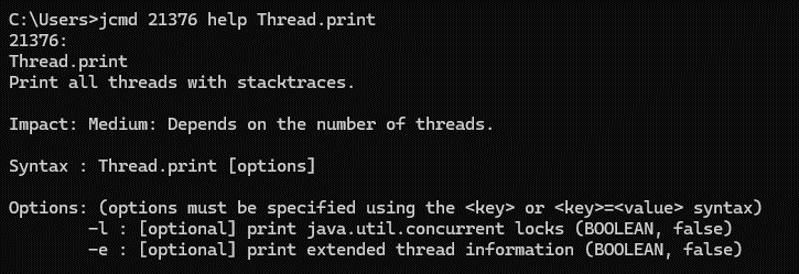 C:\Users>jcmd 21376 help Thread.print
21376:
Thread.print
Print all threads with stacktraces.
Impact: Medium: Depends on the number of threads.
Syntax : Thread.print [options]
Options: (options must be specified using the <key> or <key>=<value> syntax)
-l : [optional] print java.util.concurrent locks (BOOLEAN, false)
-e : [optional] print extended thread information (BOOLEAN, false)